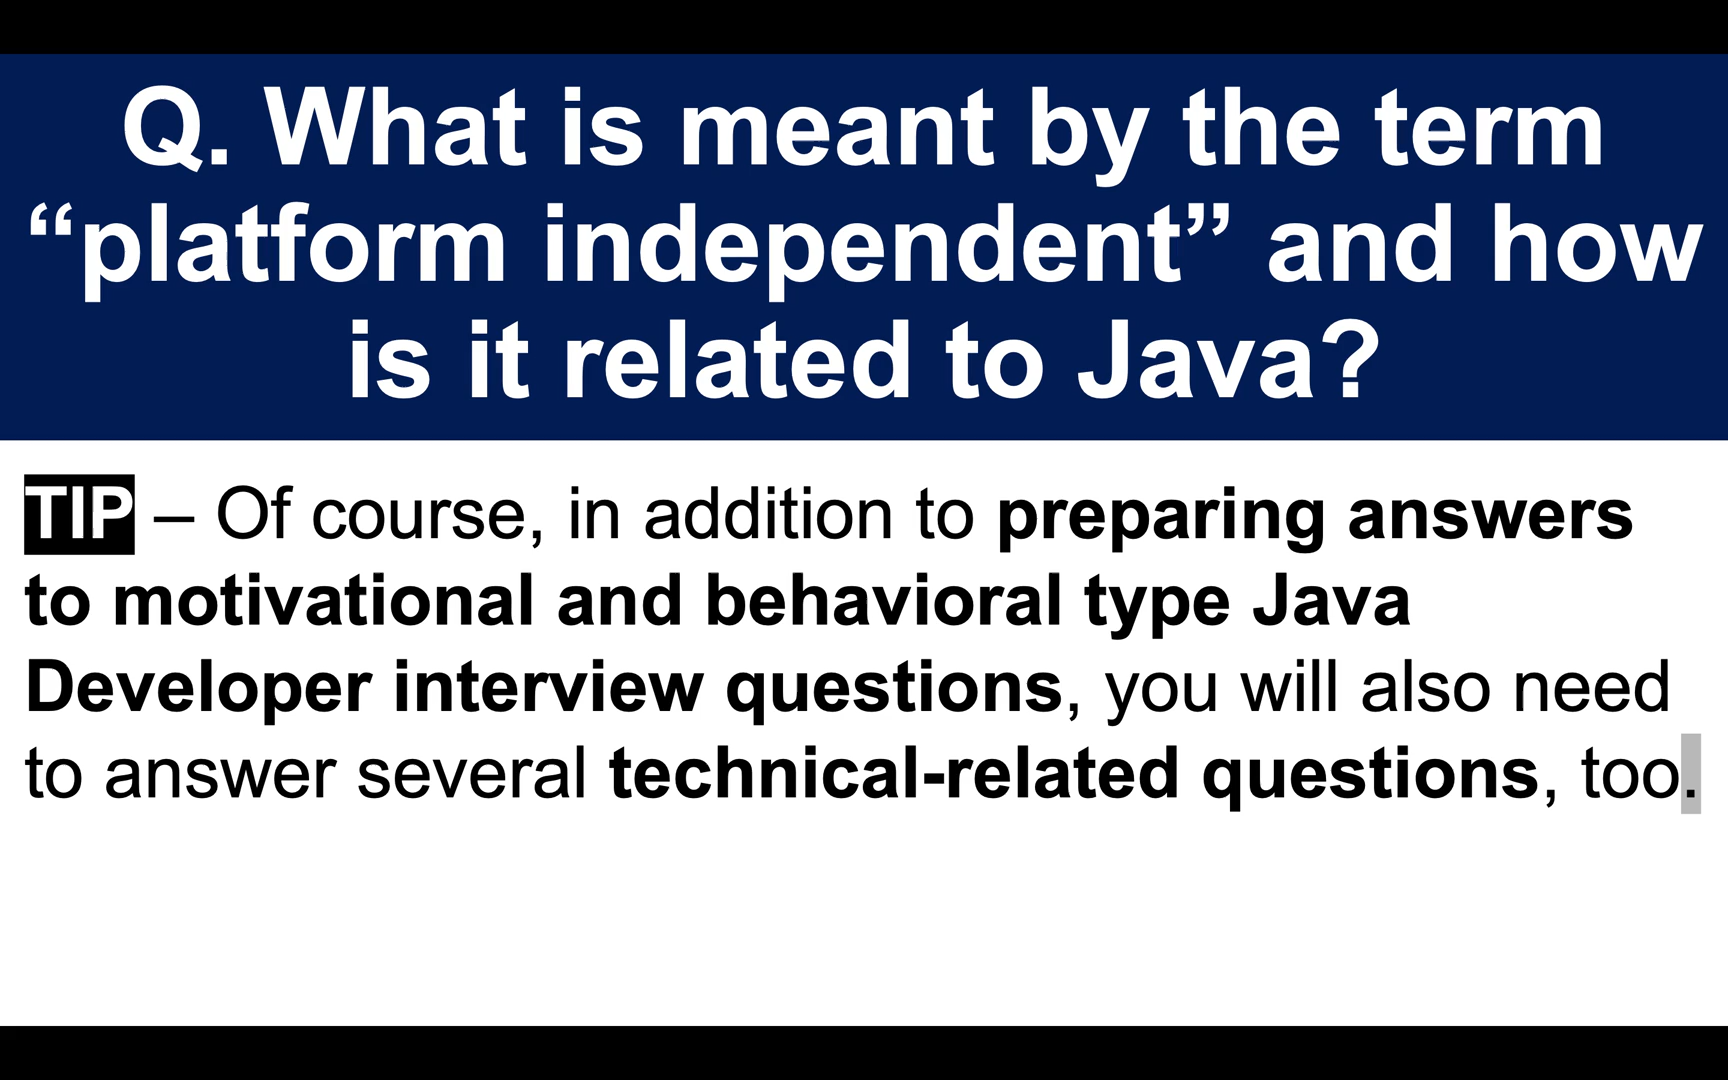 Q. What is meant by the term
“platform independent” and how
is it related to Java?
TIP – Of course, in addition to preparing answers
to motivational and behavioral type Java
Developer interview questions, you will also need
to answer several technical-related questions, too.